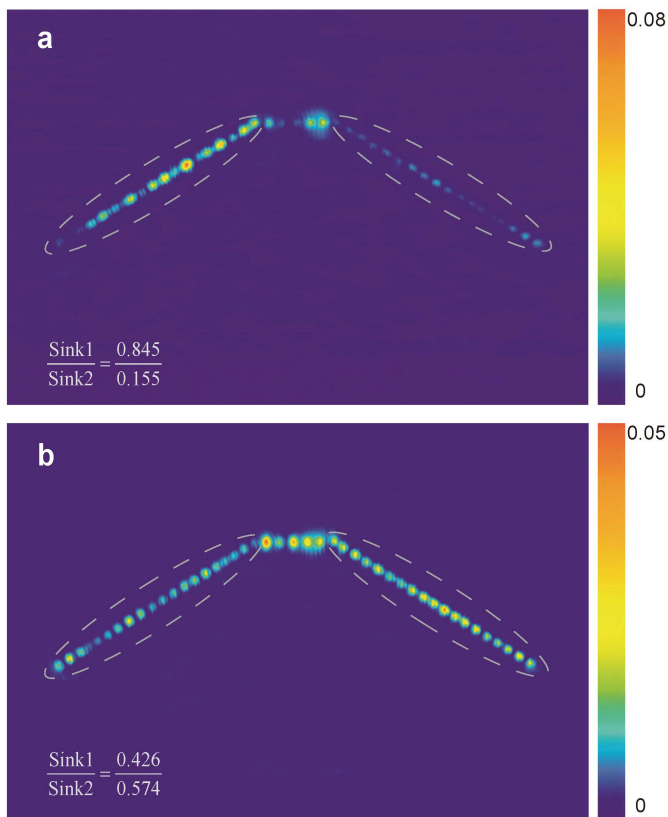 a
0.08
Sink1 / Sink2 = 0.845 / 0.155
0
b
0.05
Sink1 / Sink2 = 0.426 / 0.574
0